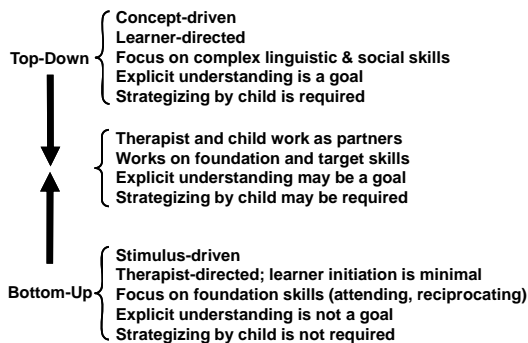 Concept-driven
Learner-directed
Top-Down
Focus on complex linguistic & social skills
Explicit understanding is a goal
Strategizing by child is required
Therapist and child work as partners
Works on foundation and target skills
Explicit understanding may be a goal
Strategizing by child may be required
Stimulus-driven
Therapist-directed; learner initiation is minimal
Bottom-Up
Focus on foundation skills (attending, reciprocating)
Explicit understanding is not a goal
Strategizing by child is not required